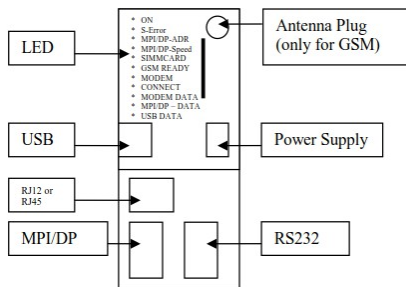 LED
• ON
• S-Error
• MPI/DP-ADR
• MPI/DP-Speed
• SIMMCARD
• GSM READY
• MODEM
• CONNECT
• MODEM DATA
• MPI/DP – DATA
• USB DATA
Antenna Plug
(only for GSM)
USB
Power Supply
RJ12 or
RJ45
MPI/DP
RS232